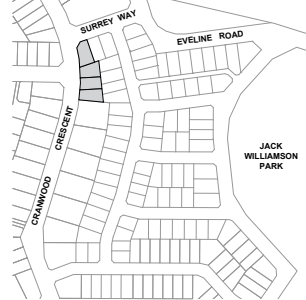 SURREY WAY
EVELINE ROAD
CRANWOOD CRESCENT
JACK
WILLIAMSON
PARK